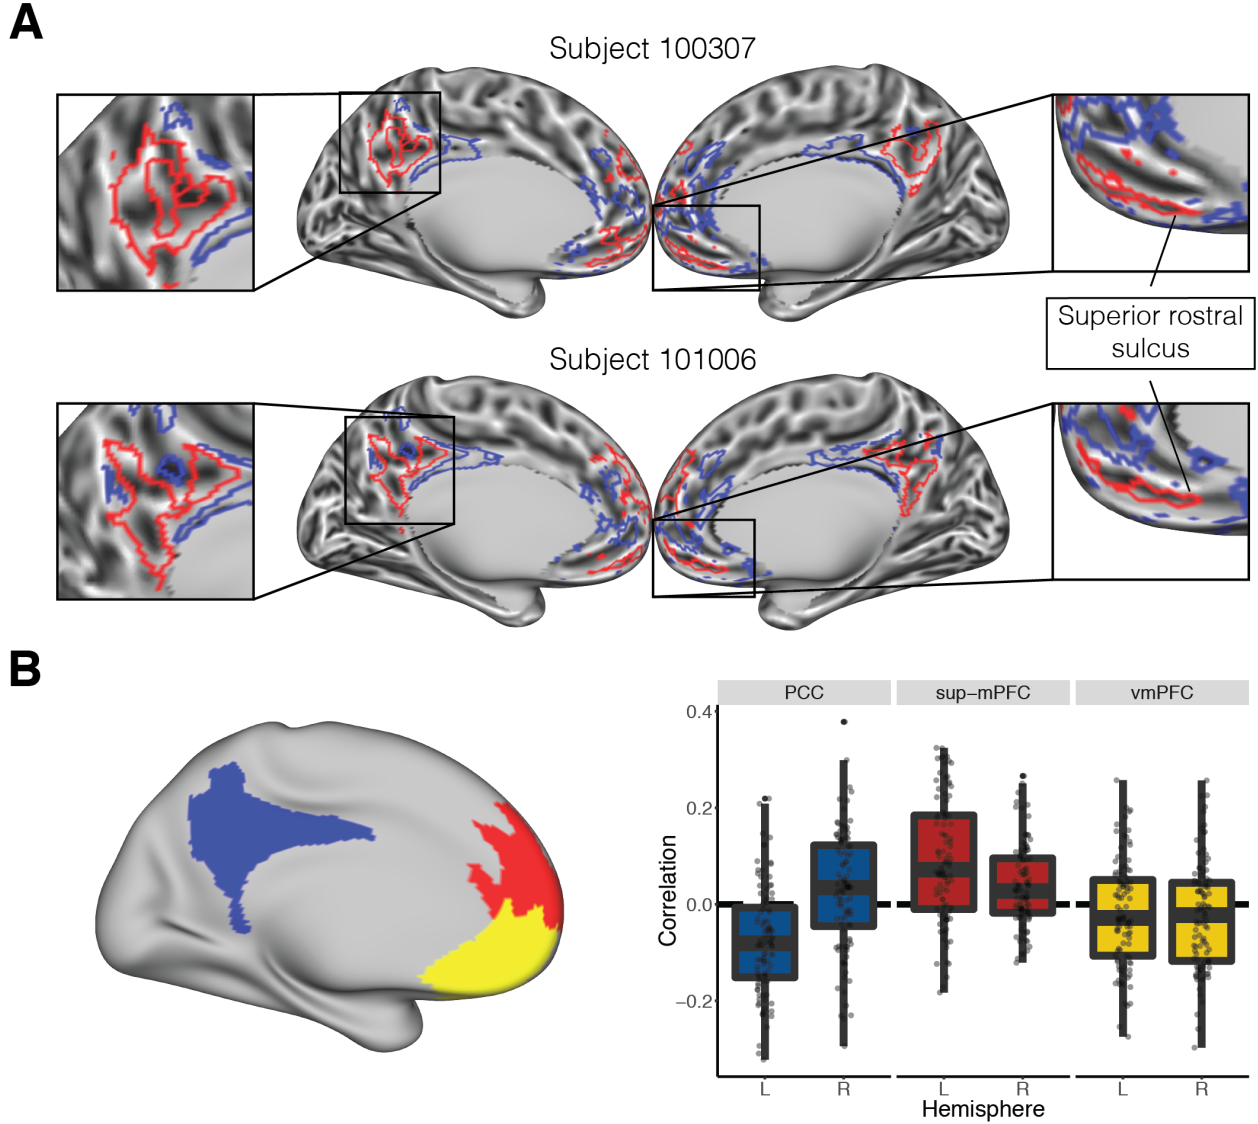 A
Subject 100307
Superior rostral
sulcus
Subject 101006
B
PCC
sup-mPFC
vmPFC
0.4
0.2
0.0
−0.2
Correlation
L
R
L
R
L
R
Hemisphere